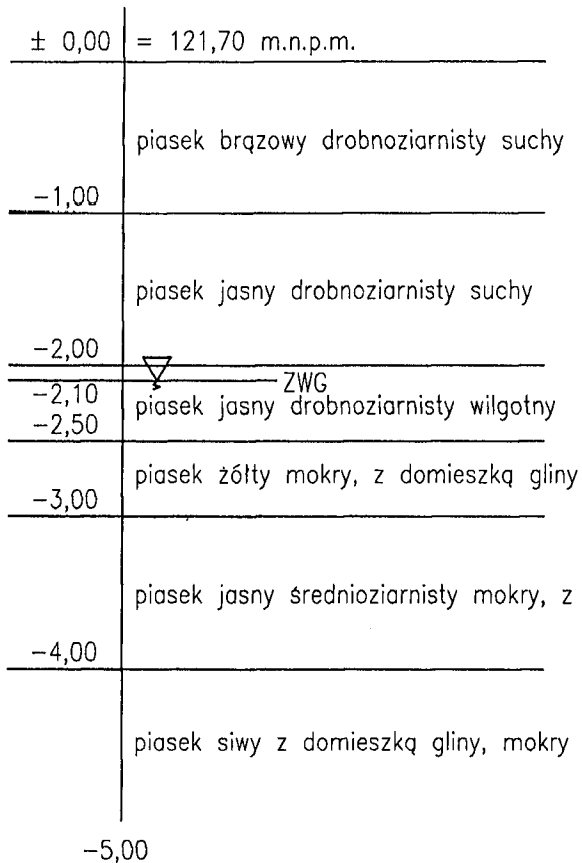 ± 0,00 = 121,70 m.n.p.m.
piasek brązowy drobnoziarnisty suchy
−1,00
piasek jasny drobnoziarnisty suchy
−2,00
ZWG
−2,10
piasek jasny drobnoziarnisty wilgotny
−2,50
piasek żółty mokry, z domieszką gliny
−3,00
piasek jasny średnioziarnisty mokry, z
−4,00
piasek siwy z domieszką gliny, mokry
−5,00